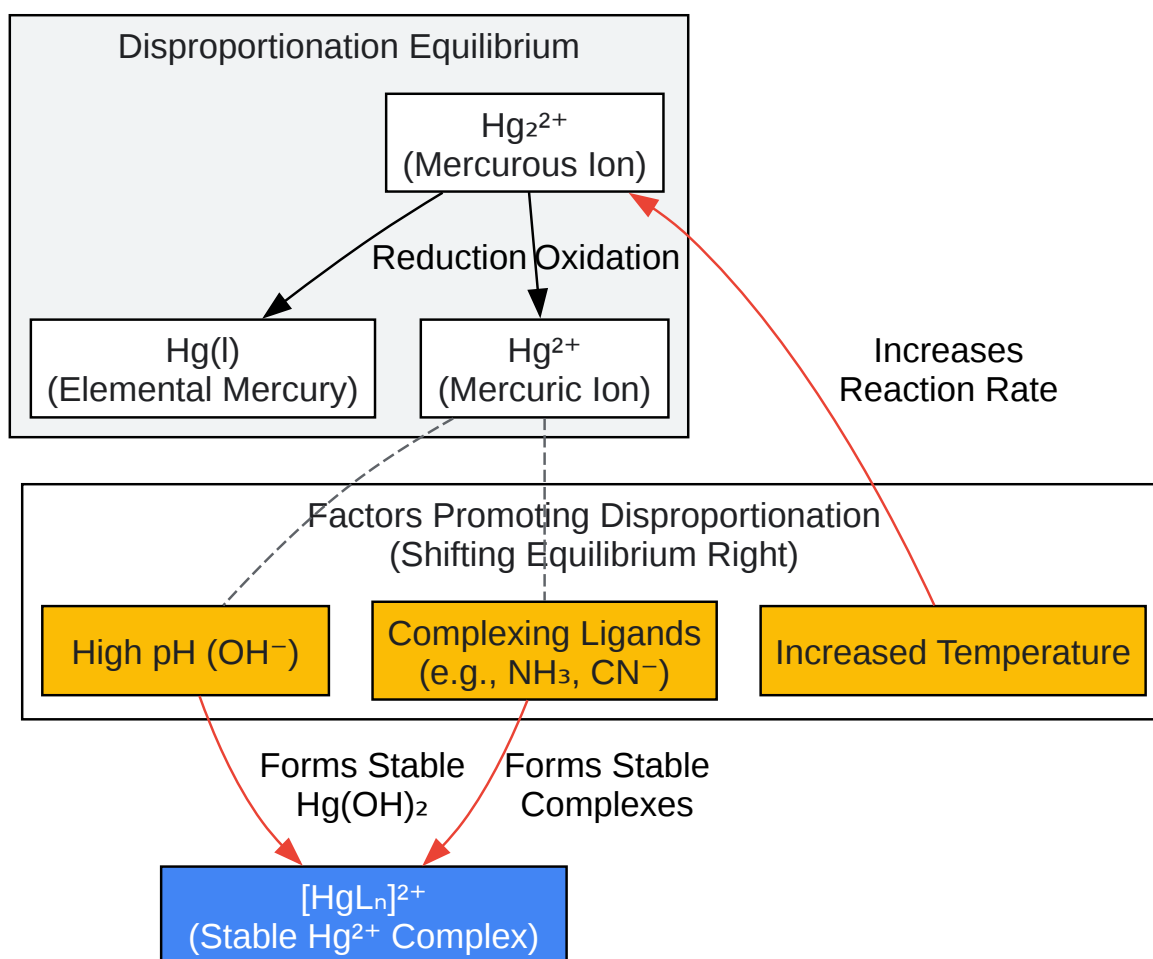 Disproportionation Equilibrium
Hg₂²⁺
(Mercurous Ion)
Reduction
Oxidation
Hg(l)
(Elemental Mercury)
Hg²⁺
(Mercuric Ion)
Increases
Reaction Rate
Factors Promoting Disproportionation
(Shifting Equilibrium Right)
High pH (OH⁻)
Complexing Ligands
(e.g., NH₃, CN⁻)
Increased Temperature
Forms Stable
Hg(OH)₂
Forms Stable
Complexes
[HgLₙ]²⁺
(Stable Hg²⁺ Complex)